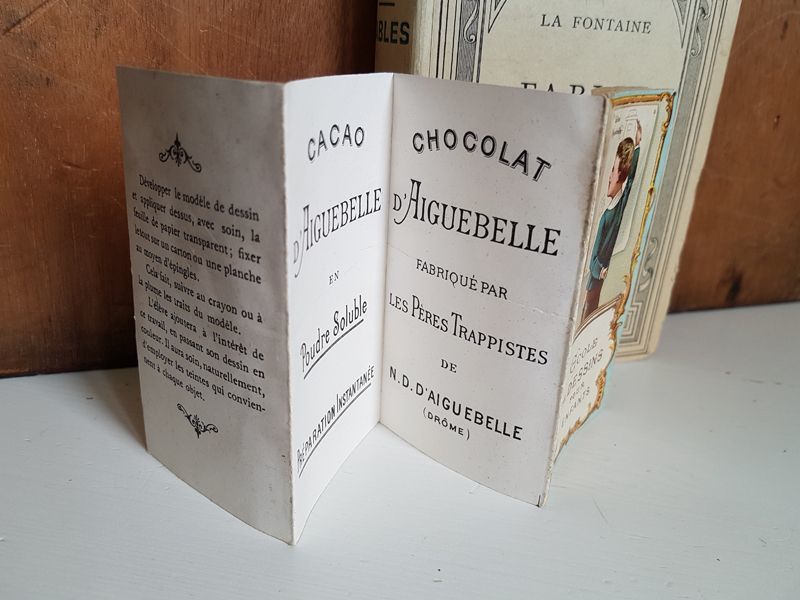 LA FONTAINE
BLES
Développer le modèle de dessin
et appliquer dessus, avec soin, la
feuille de papier transparent; fixer
le tout sur un carton ou une planche
au moyen d'épingles.
Cela fait, suivre au crayon ou à
la plume les traits du modèle.
L'élève ajoutera à l'intérêt de
ce travail, en passant son dessin en
couleur. Il aura soin, naturellement,
d'employer les teintes qui convien-
nent à chaque objet.
CACAO
D'AIGUEBELLE
EN
Poudre Soluble
PRÉPARATION INSTANTANÉE
CHOCOLAT
D'AIGUEBELLE
FABRIQUÉ PAR
LES PÈRES TRAPPISTES
DE
N.D. D'AIGUEBELLE
(DRÔME)
DESSINS
POUR
ENFANTS